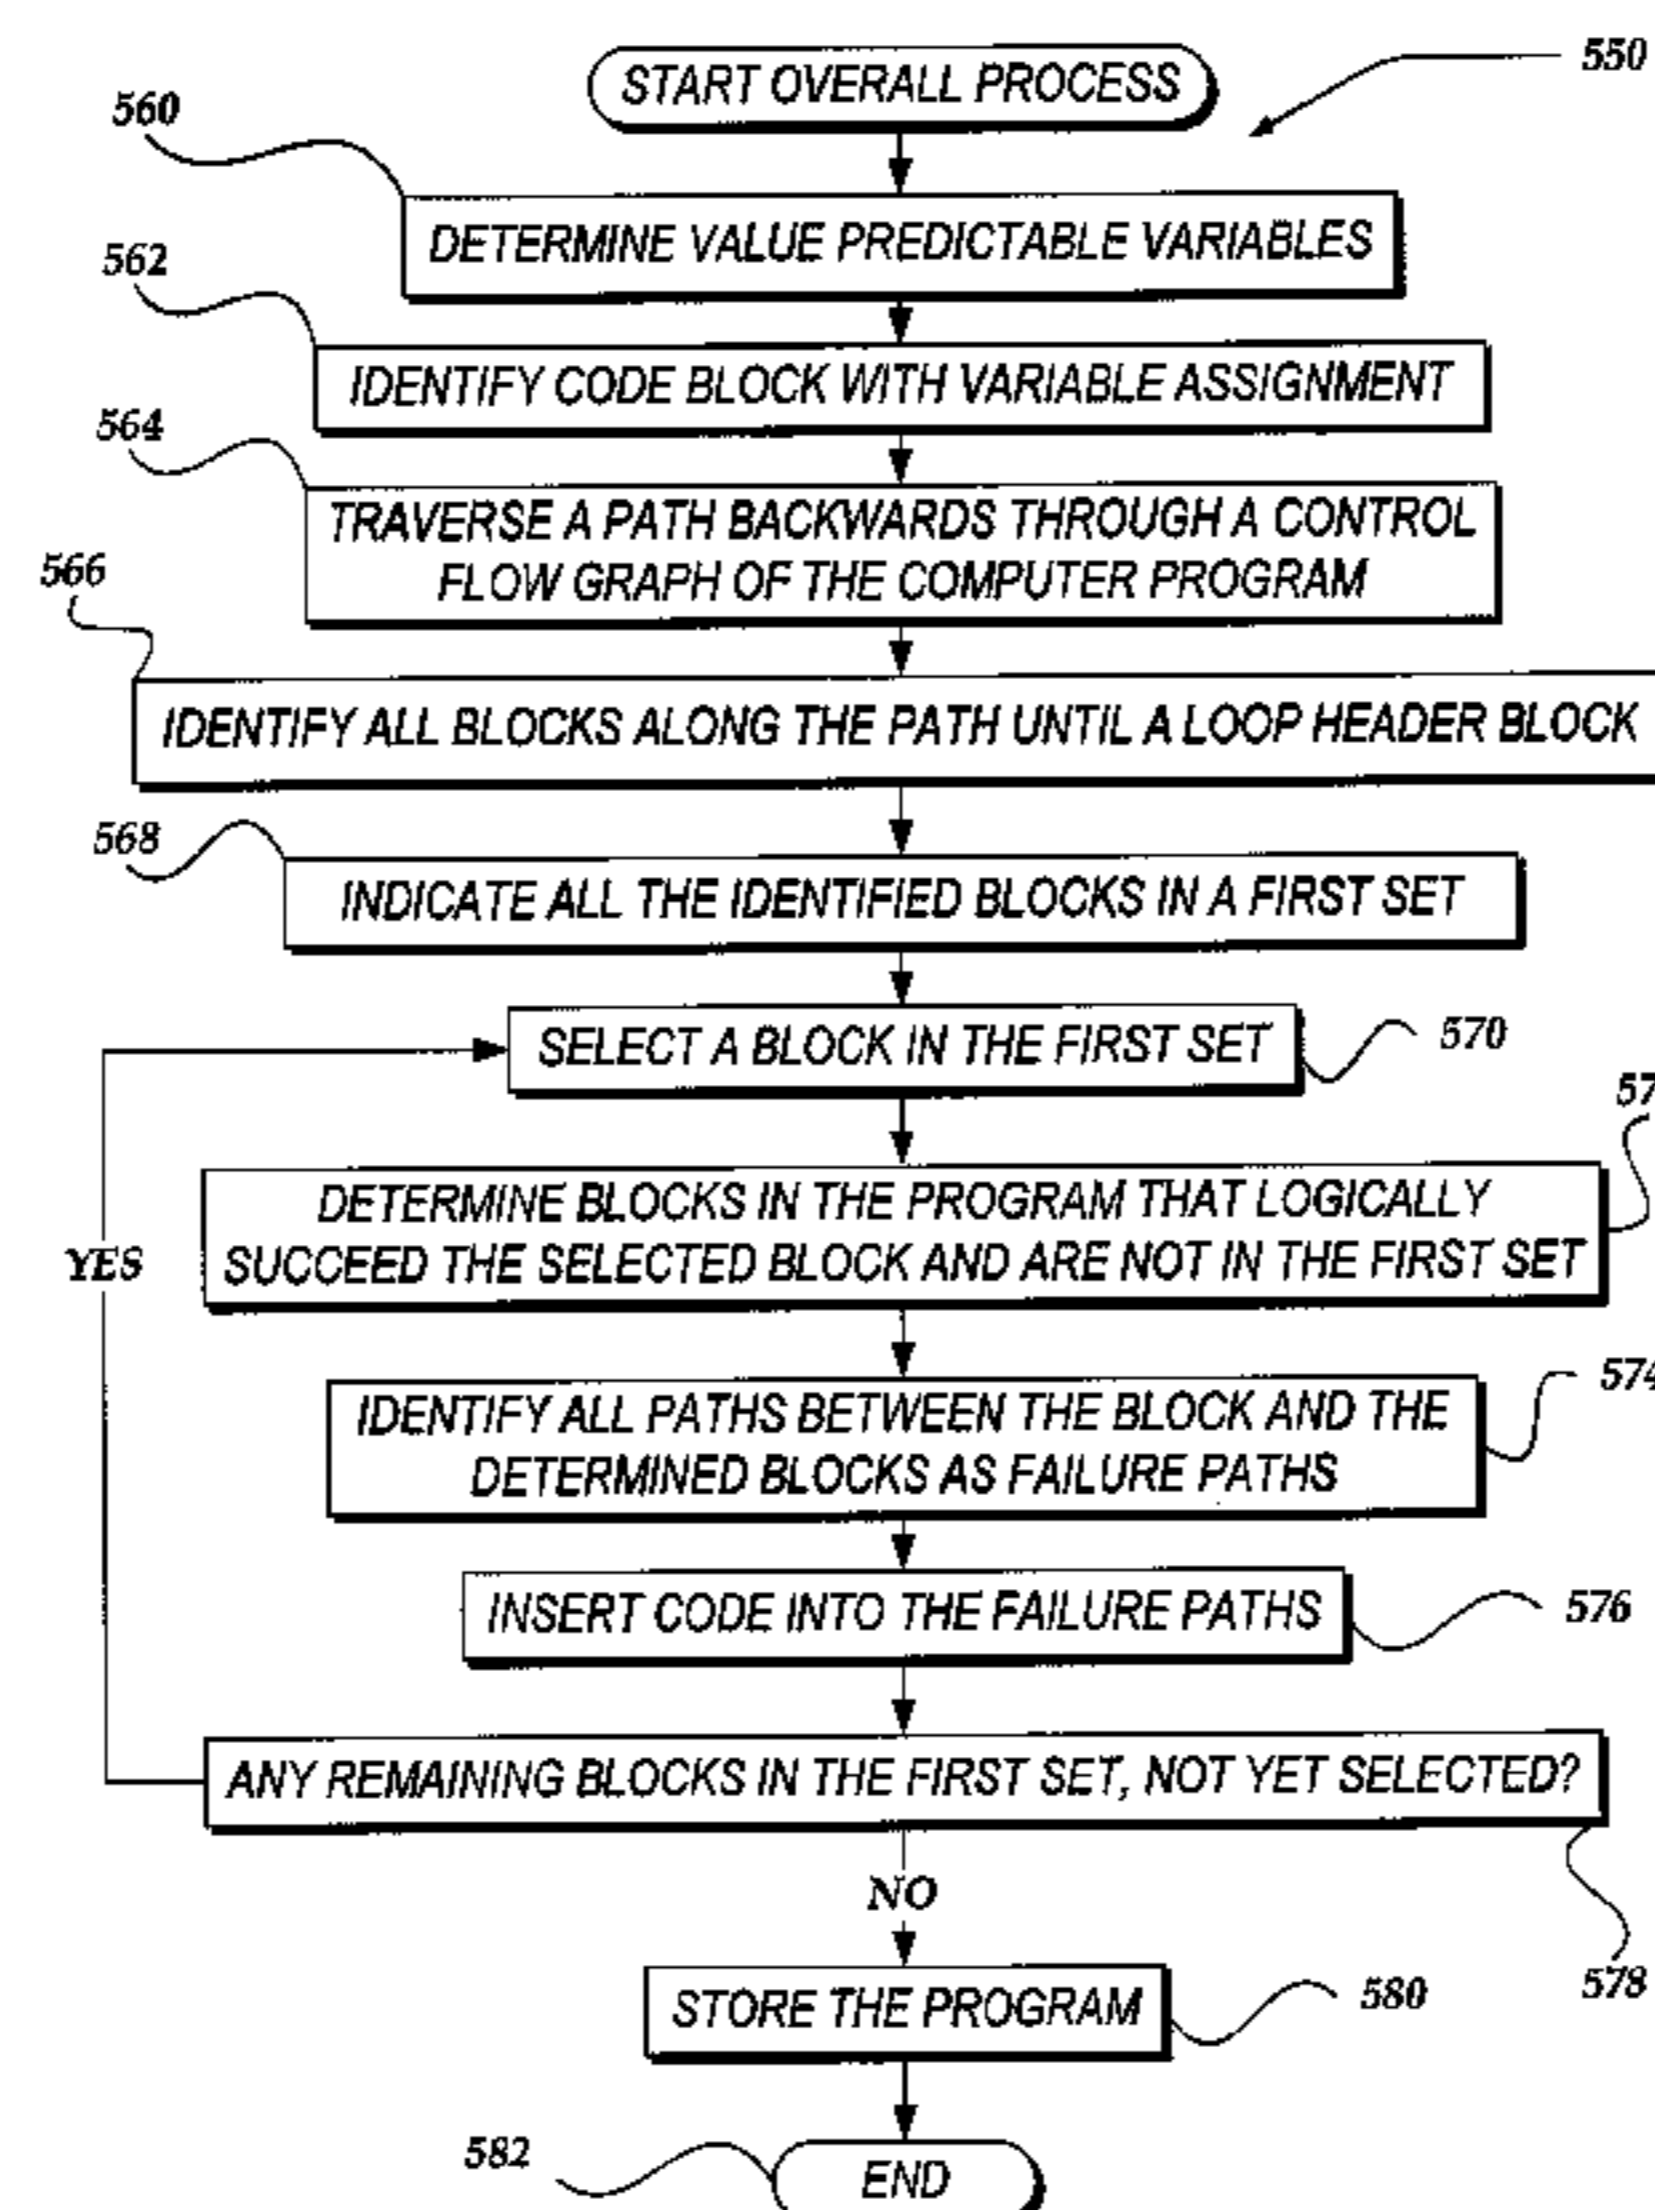 START OVERALL PROCESS
550
560
DETERMINE VALUE PREDICTABLE VARIABLES
562
IDENTIFY CODE BLOCK WITH VARIABLE ASSIGNMENT
564
TRAVERSE A PATH BACKWARDS THROUGH A CONTROL
FLOW GRAPH OF THE COMPUTER PROGRAM
566
IDENTIFY ALL BLOCKS ALONG THE PATH UNTIL A LOOP HEADER BLOCK
568
INDICATE ALL THE IDENTIFIED BLOCKS IN A FIRST SET
SELECT A BLOCK IN THE FIRST SET
570
DETERMINE BLOCKS IN THE PROGRAM THAT LOGICALLY
SUCCEED THE SELECTED BLOCK AND ARE NOT IN THE FIRST SET
YES
574
IDENTIFY ALL PATHS BETWEEN THE BLOCK AND THE
DETERMINED BLOCKS AS FAILURE PATHS
INSERT CODE INTO THE FAILURE PATHS
576
ANY REMAINING BLOCKS IN THE FIRST SET, NOT YET SELECTED?
NO
578
STORE THE PROGRAM
580
582
END